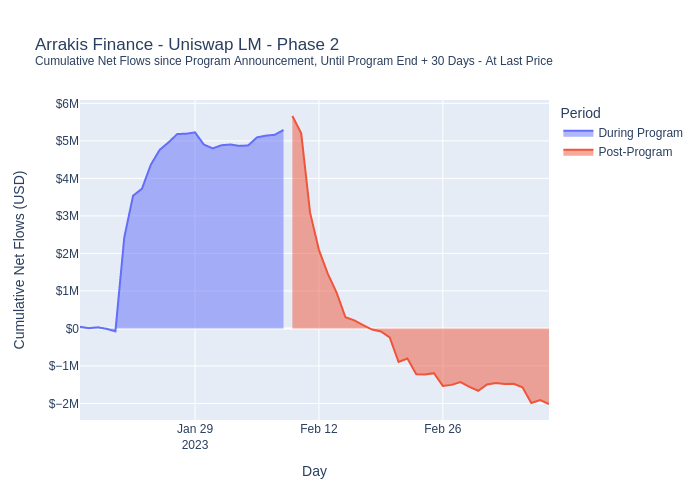 Arrakis Finance - Uniswap LM - Phase 2
Cumulative Net Flows since Program Announcement, Until Program End + 30 Days - At Last Price
Period
During Program
Post-Program
Cumulative Net Flows (USD)
$6M
$5M
$4M
$3M
$2M
$1M
$0
$−1M
$−2M
Jan 29
2023
Feb 12
Feb 26
Day